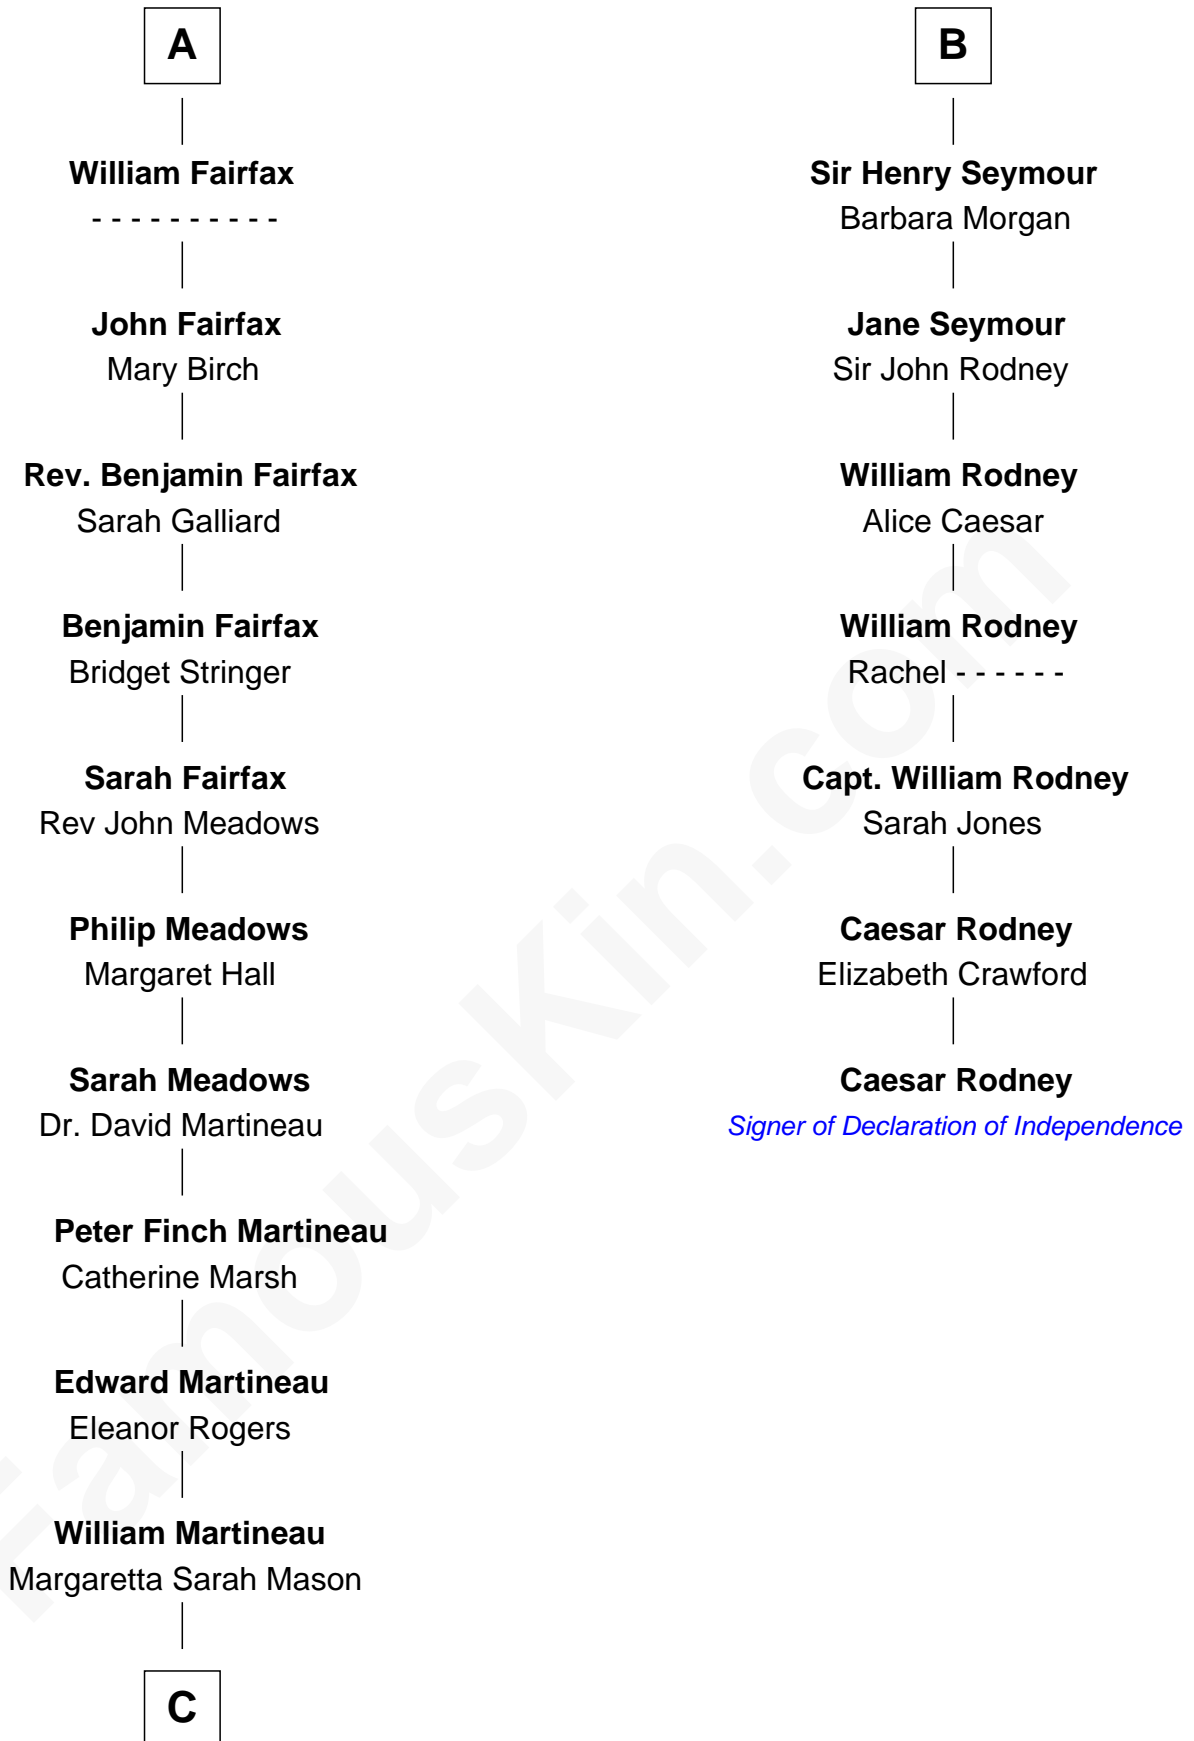 A
William Fairfax
- - - - - - - - - -
John Fairfax
Mary Birch
Rev. Benjamin Fairfax
Sarah Galliard
Benjamin Fairfax
Bridget Stringer
Sarah Fairfax
Rev John Meadows
Philip Meadows
Margaret Hall
Sarah Meadows
Dr. David Martineau
Peter Finch Martineau
Catherine Marsh
Edward Martineau
Eleanor Rogers
William Martineau
Margaretta Sarah Mason
C
B
Sir Henry Seymour
Barbara Morgan
Jane Seymour
Sir John Rodney
William Rodney
Alice Caesar
William Rodney
Rachel - - - - - -
Capt. William Rodney
Sarah Jones
Caesar Rodney
Elizabeth Crawford
Caesar Rodney
Signer of Declaration of Independence
FamousKin.com